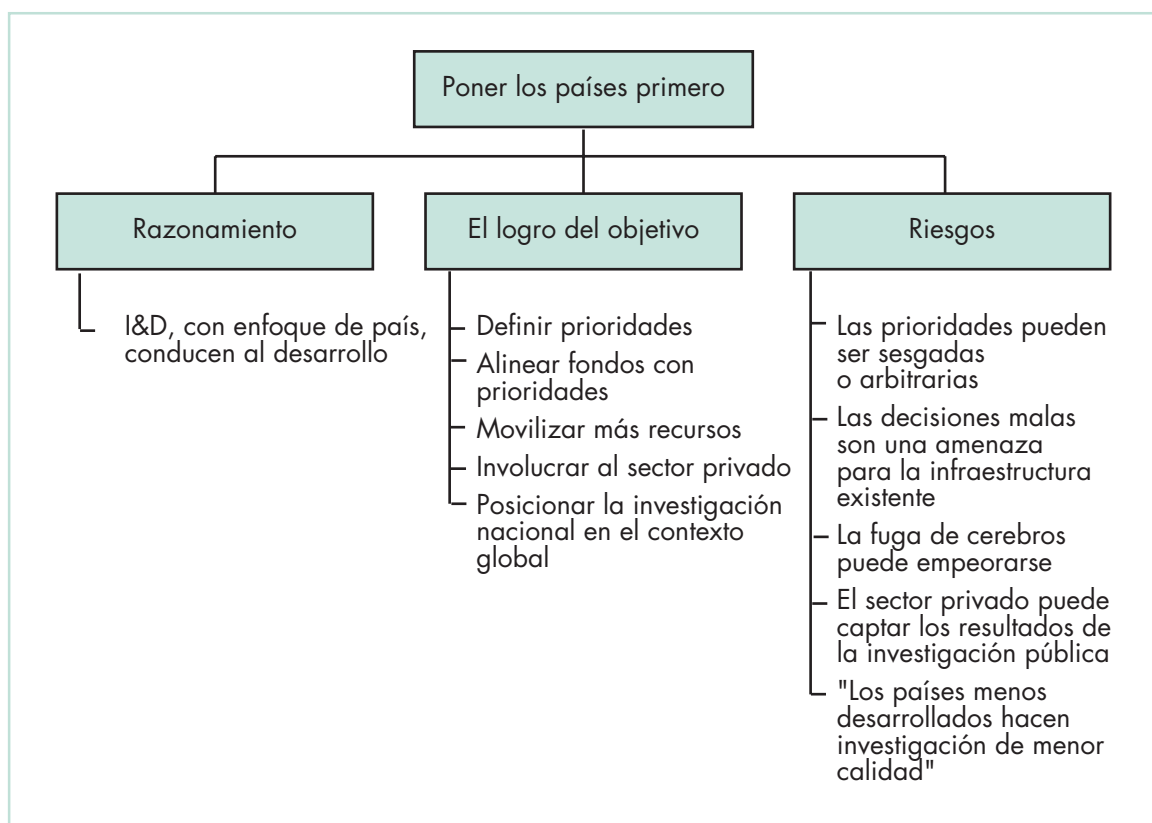 Poner los países primero
Razonamiento
I&D, con enfoque de país,
conducen al desarrollo
El logro del objetivo
Definir prioridades
Alinear fondos con
prioridades
Movilizar más recursos
Involucrar al sector privado
Posicionar la investigación
nacional en el contexto
global
Riesgos
Las prioridades pueden
ser sesgadas
o arbitrarias
Las decisiones malas
son una amenaza
para la infraestructura
existente
La fuga de cerebros
puede empeorarse
El sector privado puede
captar los resultados de
la investigación pública
"Los países menos
desarrollados hacen
investigación de menor
calidad"